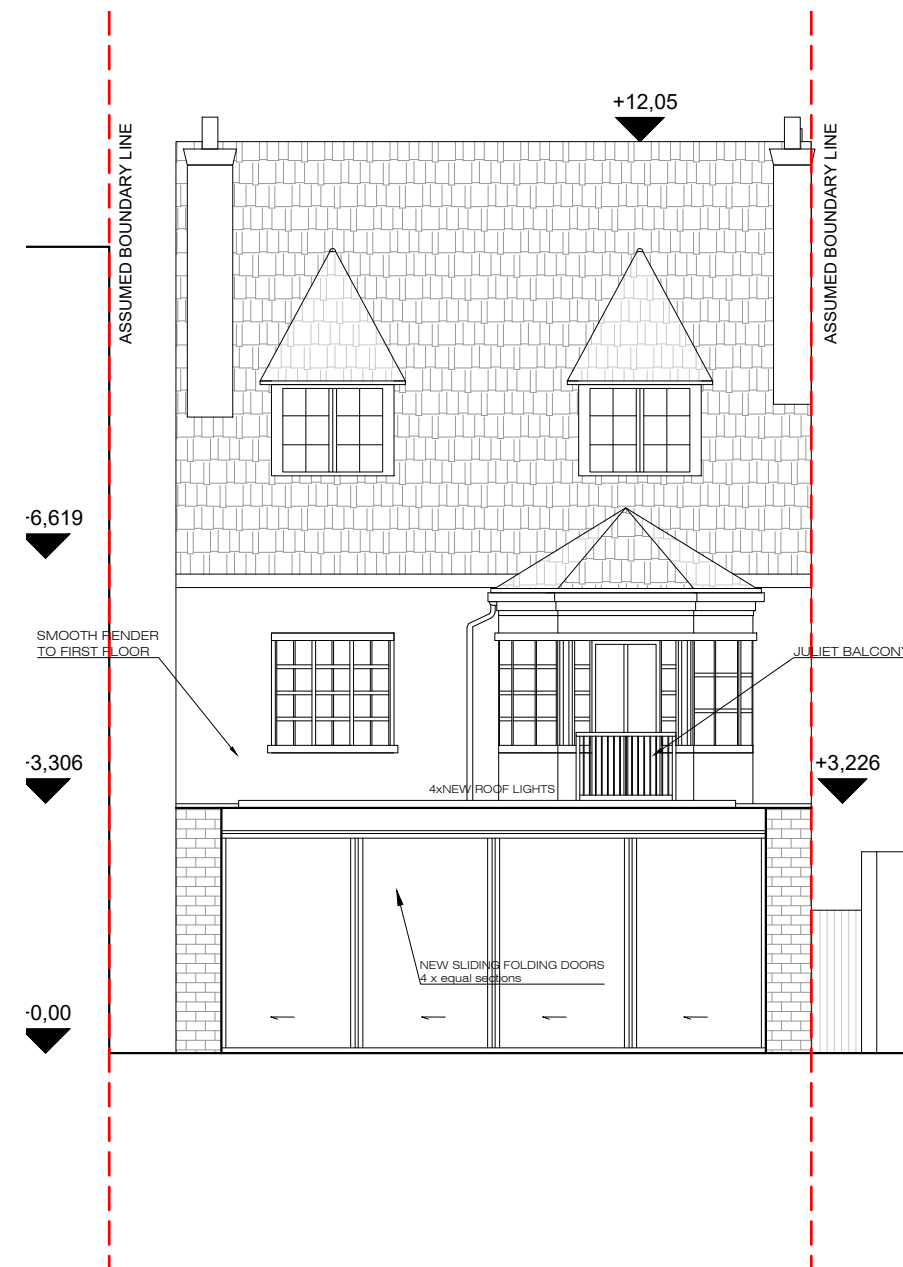 +12,05
ASSUMED BOUNDARY LINE
ASSUMED BOUNDARY LINE
+6,619
SMOOTH RENDER
TO FIRST FLOOR
JULIET BALCONY
+3,306
+3,226
4xNEW ROOF LIGHTS
NEW SLIDING FOLDING DOORS
4 x equal sections
+0,00